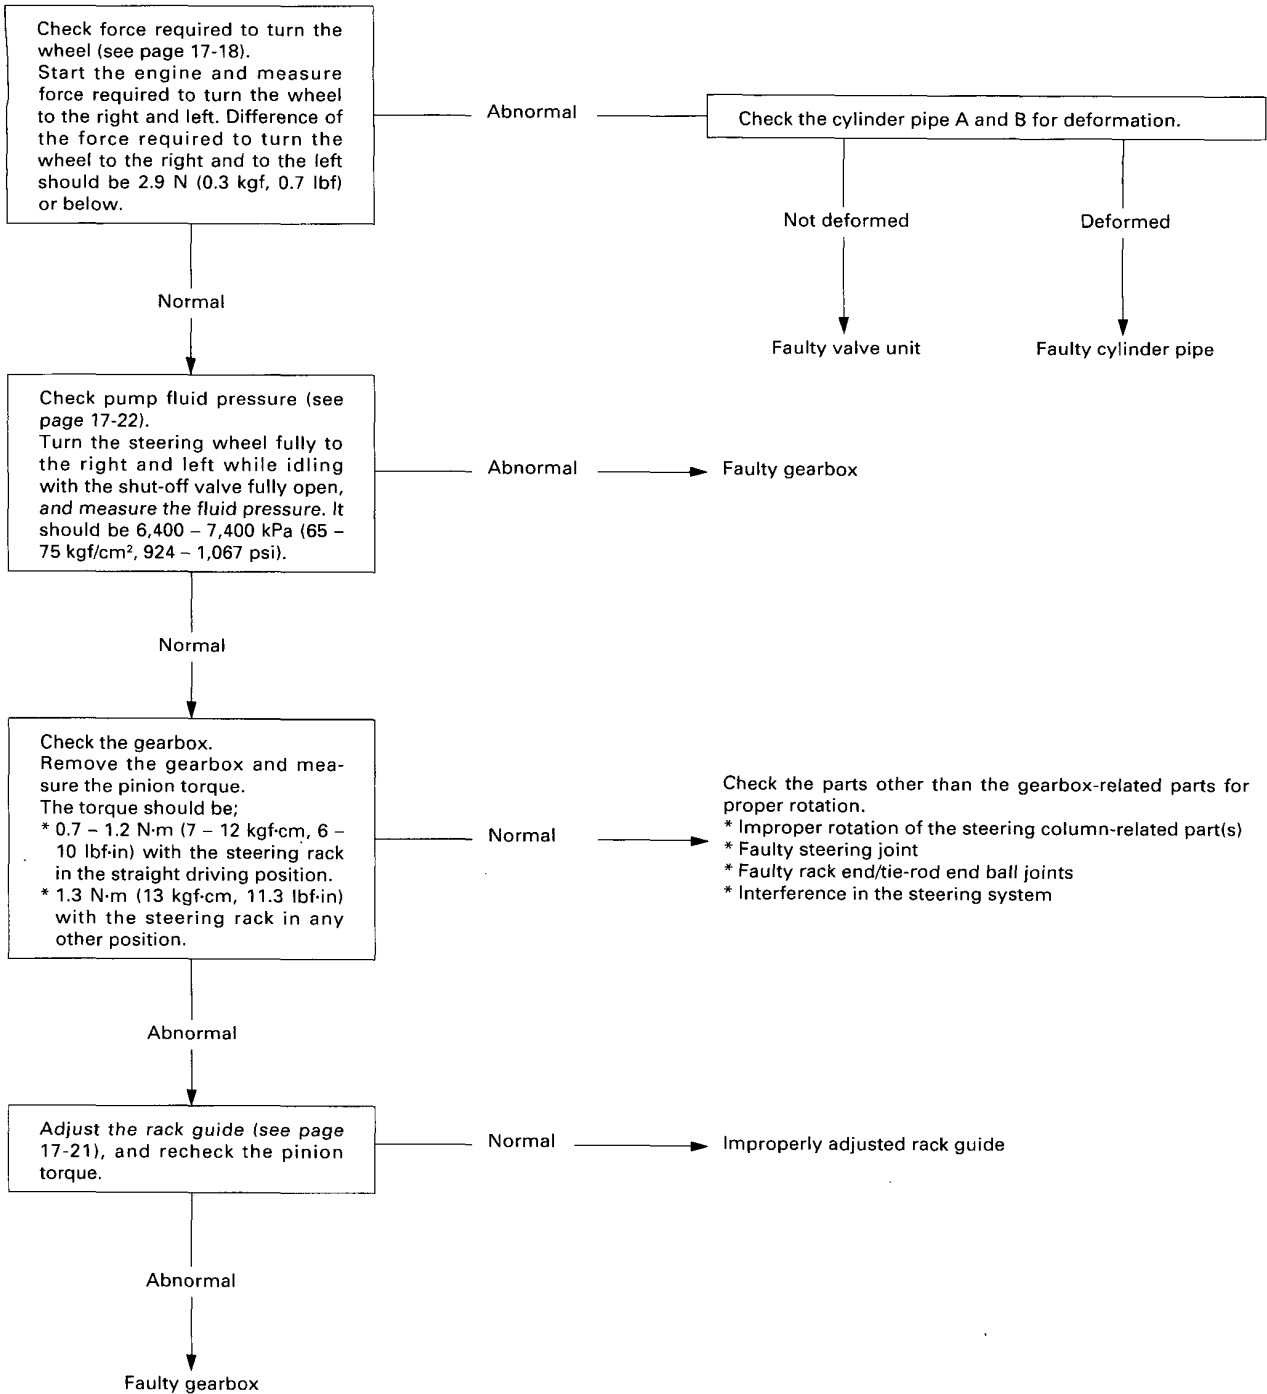 Check force required to turn the
wheel (see page 17-18).
Start the engine and measure
force required to turn the wheel
to the right and left. Difference of
the force required to turn the
wheel to the right and to the left
should be 2.9 N (0.3 kgf, 0.7 lbf)
or below.
Abnormal
Check the cylinder pipe A and B for deformation.
Not deformed
Deformed
Faulty valve unit
Faulty cylinder pipe
Normal
Check pump fluid pressure (see
page 17-22).
Turn the steering wheel fully to
the right and left while idling
with the shut-off valve fully open,
and measure the fluid pressure. It
should be 6,400 – 7,400 kPa (65 –
75 kgf/cm², 924 – 1,067 psi).
Abnormal
Faulty gearbox
Normal
Check the gearbox.
Remove the gearbox and mea-
sure the pinion torque.
The torque should be;
* 0.7 – 1.2 N·m (7 – 12 kgf·cm, 6 –
10 lbf·in) with the steering rack
in the straight driving position.
* 1.3 N·m (13 kgf·cm, 11.3 lbf·in)
with the steering rack in any
other position.
Normal
Check the parts other than the gearbox-related parts for
proper rotation.
* Improper rotation of the steering column-related part(s)
* Faulty steering joint
* Faulty rack end/tie-rod end ball joints
* Interference in the steering system
Abnormal
Adjust the rack guide (see page
17-21), and recheck the pinion
torque.
Normal
Improperly adjusted rack guide
Abnormal
Faulty gearbox